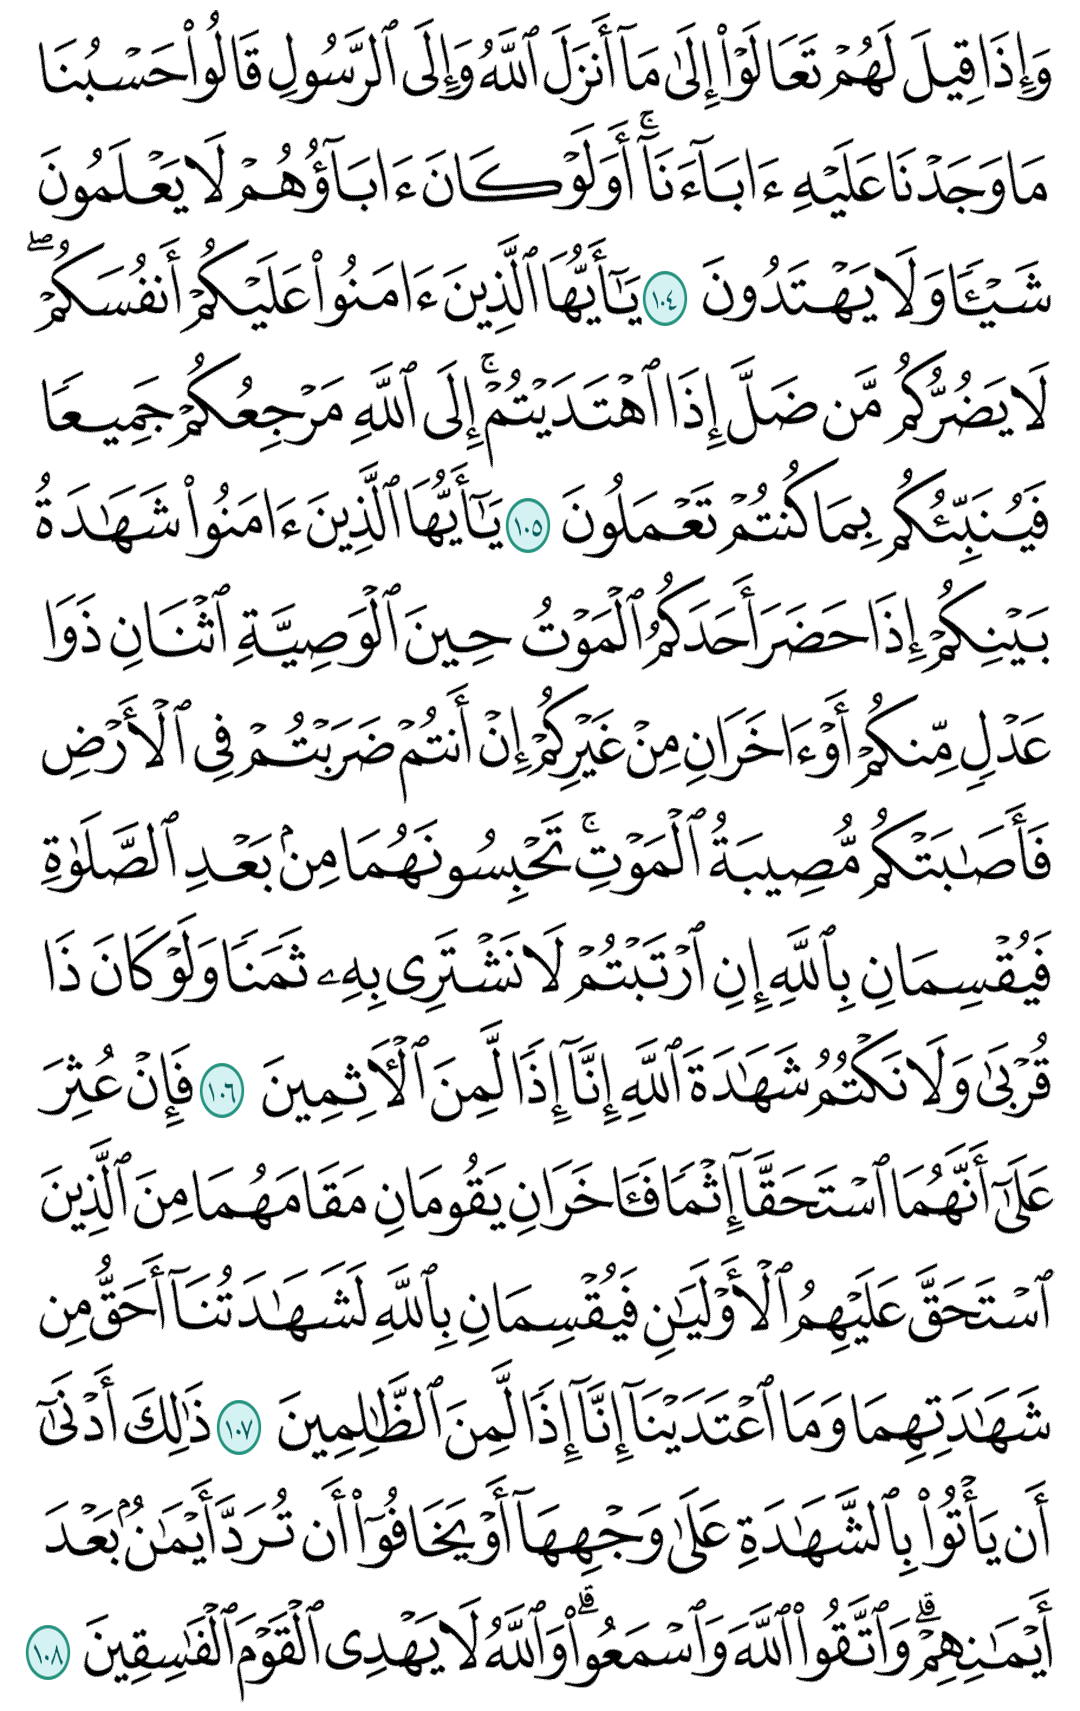 وَإِذَا قِيلَ لَهُمۡ تَعَالَوۡاْ إِلَىٰ مَآ أَنزَلَ ٱللَّهُ وَإِلَى ٱلرَّسُولِ قَالُواْ حَسۡبُنَا
مَا وَجَدۡنَا عَلَيۡهِ ءَابَآءَنَآۚ أَوَلَوۡ كَانَ ءَابَآؤُهُمۡ لَا يَعۡلَمُونَ
شَيۡـٔٗا وَلَا يَهۡتَدُونَ ١٠٤ يَٰٓأَيُّهَا ٱلَّذِينَ ءَامَنُواْ عَلَيۡكُمۡ أَنفُسَكُمۡۖ
لَا يَضُرُّكُم مَّن ضَلَّ إِذَا ٱهۡتَدَيۡتُمۡۚ إِلَى ٱللَّهِ مَرۡجِعُكُمۡ جَمِيعٗا
فَيُنَبِّئُكُم بِمَا كُنتُمۡ تَعۡمَلُونَ ١٠٥ يَٰٓأَيُّهَا ٱلَّذِينَ ءَامَنُواْ شَهَٰدَةُ
بَيۡنِكُمۡ إِذَا حَضَرَ أَحَدَكُمُ ٱلۡمَوۡتُ حِينَ ٱلۡوَصِيَّةِ ٱثۡنَانِ ذَوَا
عَدۡلٖ مِّنكُمۡ أَوۡ ءَاخَرَانِ مِنۡ غَيۡرِكُمۡ إِنۡ أَنتُمۡ ضَرَبۡتُمۡ فِي ٱلۡأَرۡضِ
فَأَصَٰبَتۡكُم مُّصِيبَةُ ٱلۡمَوۡتِۚ تَحۡبِسُونَهُمَا مِنۢ بَعۡدِ ٱلصَّلَوٰةِ
فَيُقۡسِمَانِ بِٱللَّهِ إِنِ ٱرۡتَبۡتُمۡ لَا نَشۡتَرِي بِهِۦ ثَمَنٗا وَلَوۡ كَانَ ذَا
قُرۡبَىٰ وَلَا نَكۡتُمُ شَهَٰدَةَ ٱللَّهِ إِنَّآ إِذٗا لَّمِنَ ٱلۡأٓثِمِينَ ١٠٦ فَإِنۡ عُثِرَ
عَلَىٰٓ أَنَّهُمَا ٱسۡتَحَقَّآ إِثۡمٗا فَـَٔاخَرَانِ يَقُومَانِ مَقَامَهُمَا مِنَ ٱلَّذِينَ
ٱسۡتَحَقَّ عَلَيۡهِمُ ٱلۡأَوۡلَيَٰنِ فَيُقۡسِمَانِ بِٱللَّهِ لَشَهَٰدَتُنَآ أَحَقُّ مِن
شَهَٰدَتِهِمَا وَمَا ٱعۡتَدَيۡنَآ إِنَّآ إِذٗا لَّمِنَ ٱلظَّٰلِمِينَ ١٠٧ ذَٰلِكَ أَدۡنَىٰٓ
أَن يَأۡتُواْ بِٱلشَّهَٰدَةِ عَلَىٰ وَجۡهِهَآ أَوۡ يَخَافُوٓاْ أَن تُرَدَّ أَيۡمَٰنُۢ بَعۡدَ
أَيۡمَٰنِهِمۡۗ وَٱتَّقُواْ ٱللَّهَ وَٱسۡمَعُواْۗ وَٱللَّهُ لَا يَهۡدِي ٱلۡقَوۡمَ ٱلۡفَٰسِقِينَ ١٠٨